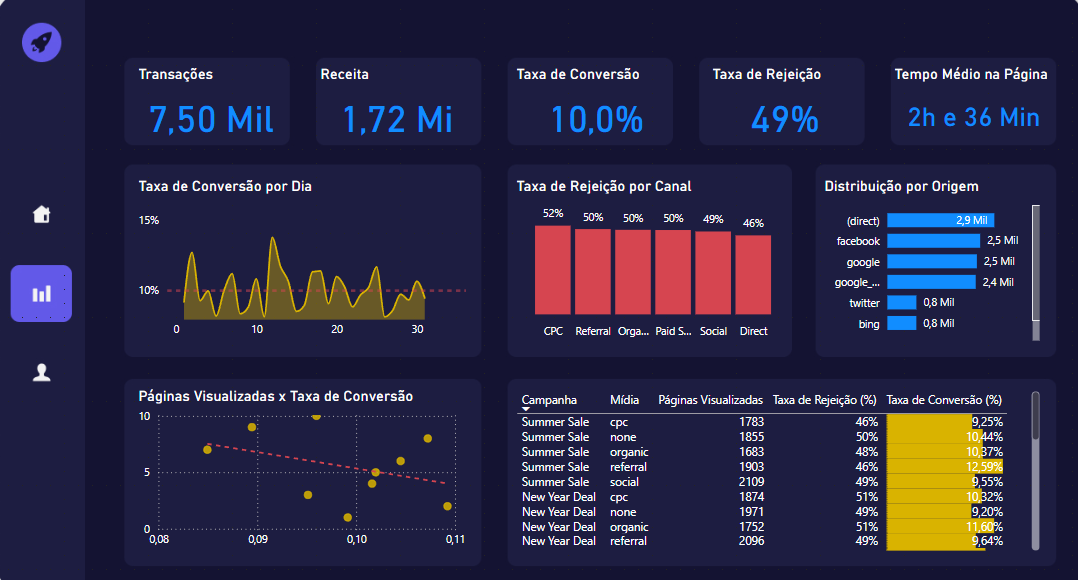 Transações
7,50 Mil
Receita
1,72 Mi
Taxa de Conversão
10,0%
Taxa de Rejeição
49%
Tempo Médio na Página
2h e 36 Min
Taxa de Conversão por Dia
15%
10%
0 10 20 30
Taxa de Rejeição por Canal
52% 50% 50% 50% 49% 46%
CPC Referral Orga... Paid S... Social Direct
Distribuição por Origem
(direct) 2,9 Mil
facebook 2,5 Mil
google 2,5 Mil
google_... 2,4 Mil
twitter 0,8 Mil
bing 0,8 Mil
Páginas Visualizadas x Taxa de Conversão
10
5
0
0,08 0,09 0,10 0,11
Campanha Mídia Páginas Visualizadas Taxa de Rejeição (%) Taxa de Conversão (%)
Summer Sale cpc 1783 46% 9,25%
Summer Sale none 1855 50% 10,44%
Summer Sale organic 1683 48% 10,37%
Summer Sale referral 1903 46% 12,59%
Summer Sale social 2109 49% 9,55%
New Year Deal cpc 1874 51% 10,32%
New Year Deal none 1971 49% 9,20%
New Year Deal organic 1752 51% 11,60%
New Year Deal referral 2096 49% 9,64%